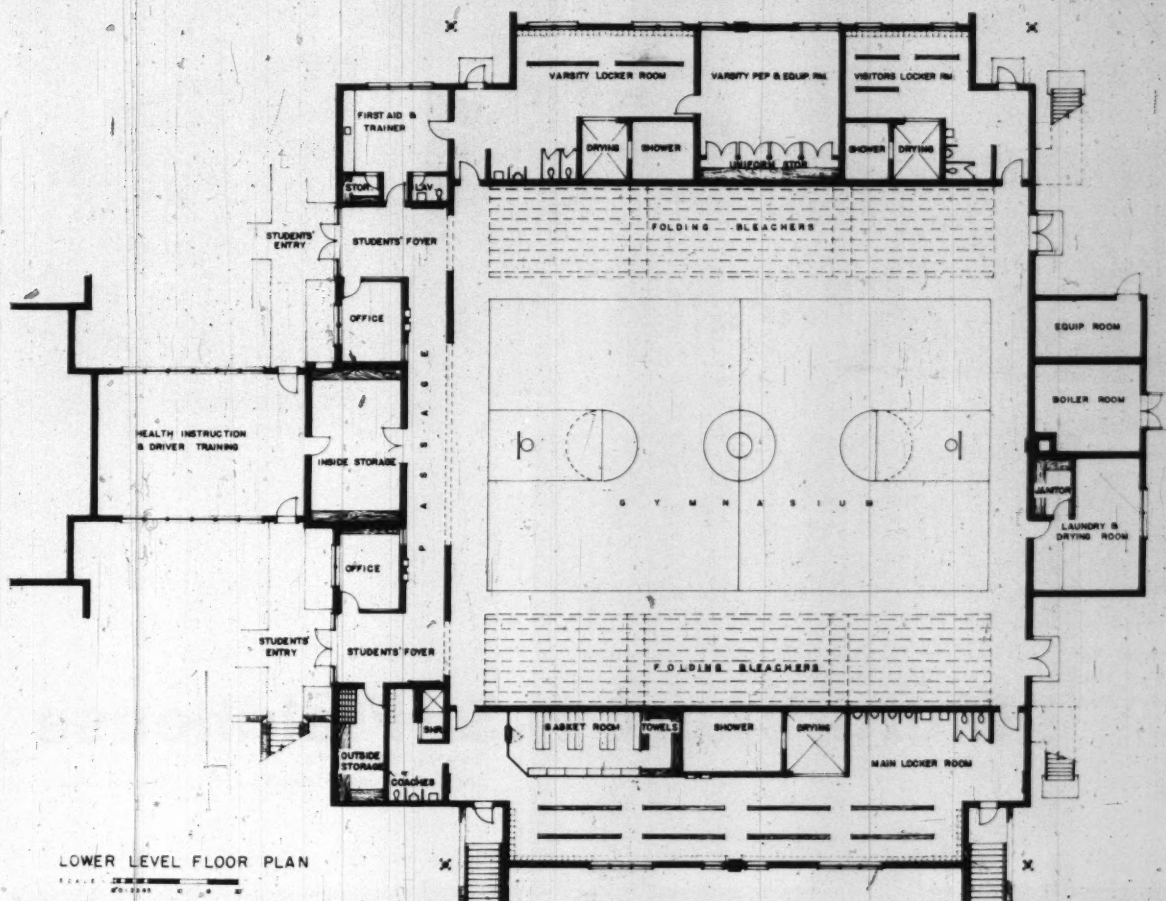 VARSITY LOCKER ROOM
VARSITY PEP & EQUIP. RM.
VISITORS LOCKER RM.
FIRST AID &
TRAINER
DRYING
SHOWER
UNIFORM STOR.
SHOWER
DRYING
STOR.
LAV.
STUDENTS'
ENTRY
STUDENTS' FOYER
FOLDING BLEACHERS
OFFICE
EQUIP ROOM
PASSAGE
BOILER ROOM
HEALTH INSTRUCTION
& DRIVER TRAINING
INSIDE STORAGE
GYMNASIUM
JANITOR
LAUNDRY &
DRYING ROOM
OFFICE
STUDENTS'
ENTRY
STUDENTS' FOYER
FOLDING BLEACHERS
SHR.
BASKET ROOM
TOWELS
SHOWER
DRYING
OUTSIDE
STORAGE
COACHES
MAIN LOCKER ROOM
LOWER LEVEL FLOOR PLAN
SCALE